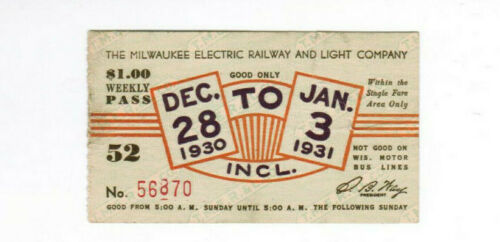 THE MILWAUKEE ELECTRIC RAILWAY AND LIGHT COMPANY
$1.00
WEEKLY
PASS
GOOD ONLY
DEC.
28
1930
TO
INCL.
JAN.
3
1931
Within the
Single Fare
Area Only
52
NOT GOOD ON
WIS. MOTOR
BUS LINES
No. 56370
S. B. Way
PRESIDENT
GOOD FROM 5:00 A. M. SUNDAY UNTIL 5:00 A. M. THE FOLLOWING SUNDAY